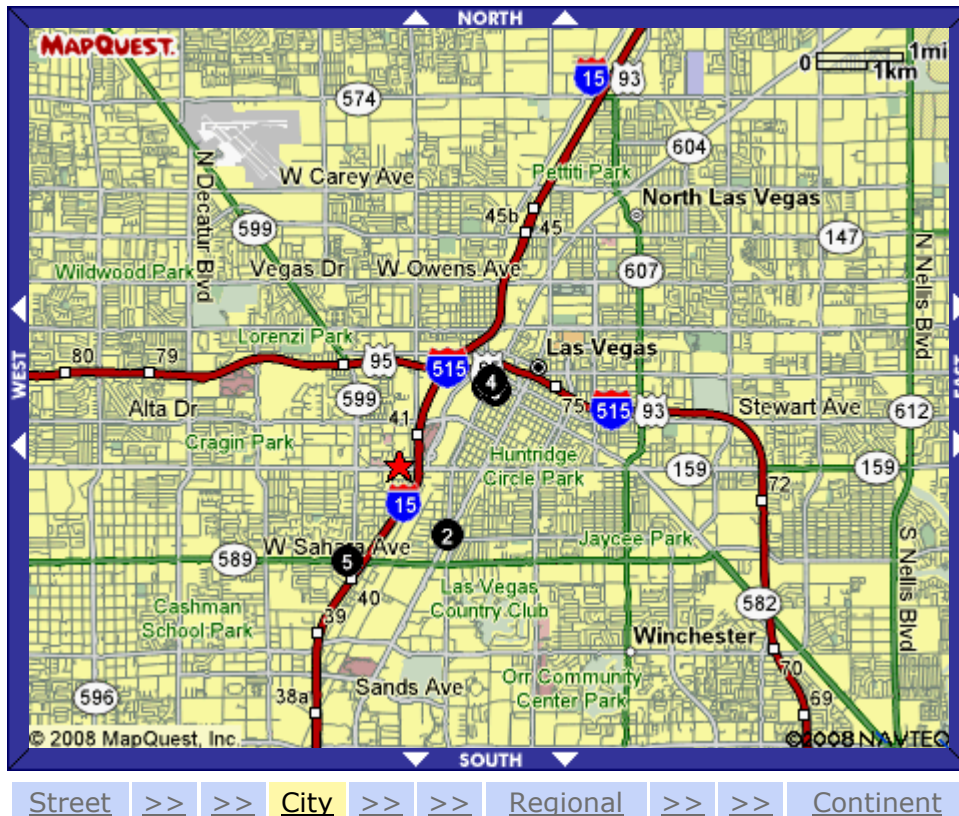 NORTH
MAPQUEST.
0 1mi
1km
15 93
574
604
W Carey Ave
Pettiti Park
N Decatur Blvd
North Las Vegas
45b
45
599
147
Wildwood Park
Vegas Dr
W Owens Ave
607
N Nellis Blvd
Lorenzi Park
WEST
EAST
80
79
95
515
Las Vegas
4
599
75
515
93
Stewart Ave
612
Alta Dr
41
Cragin Park
Huntridge
Circle Park
159
159
72
15
2
W Sahara Ave
589
5
Jaycee Park
S Nellis Blvd
40
Las Vegas
Country Club
582
Cashman
School Park
39
Winchester
70
Sands Ave
Orr Community
Center Park
596
38a
69
© 2008 MapQuest, Inc.
©2008 NAVTEQ
SOUTH
Street >> >> City >> >> Regional >> >> Continent